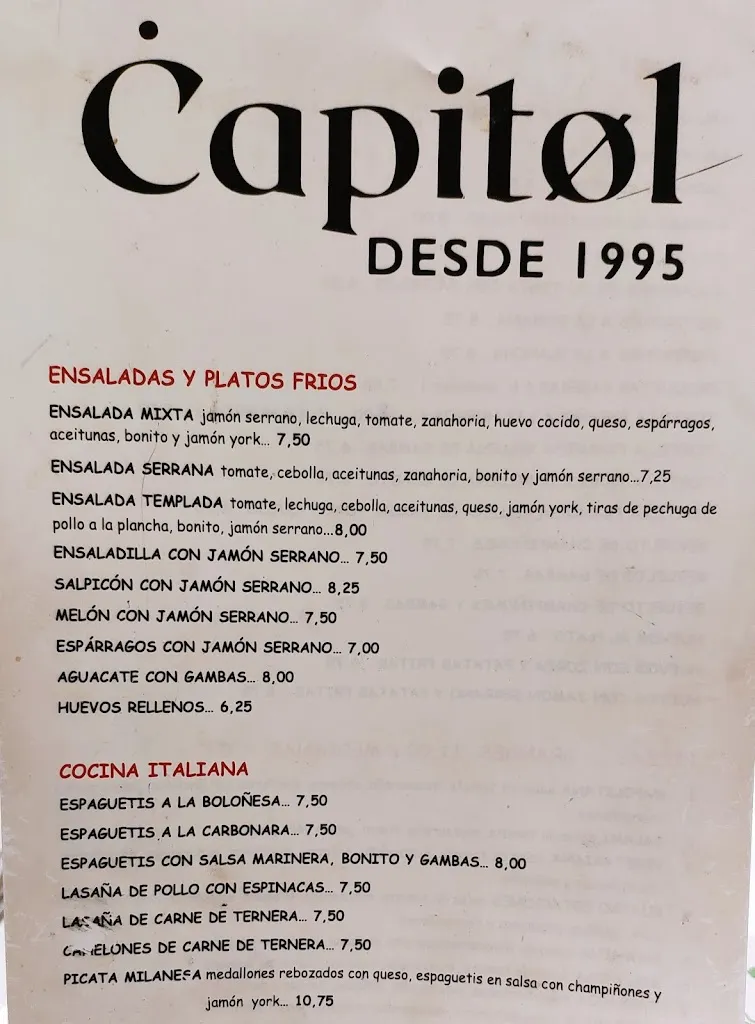 Ċapitøl
DESDE 1995
ENSALADAS Y PLATOS FRIOS
ENSALADA MIXTA jamón serrano, lechuga, tomate, zanahoria, huevo cocido, queso, espárragos,
aceitunas, bonito y jamón york... 7,50
ENSALADA SERRANA tomate, cebolla, aceitunas, zanahoria, bonito y jamón serrano...7,25
ENSALADA TEMPLADA tomate, lechuga, cebolla, aceitunas, queso, jamón york, tiras de pechuga de
pollo a la plancha, bonito, jamón serrano...8,00
ENSALADILLA CON JAMÓN SERRANO... 7,50
SALPICÓN CON JAMÓN SERRANO... 8,25
MELÓN CON JAMÓN SERRANO... 7,50
ESPÁRRAGOS CON JAMÓN SERRANO... 7,00
AGUACATE CON GAMBAS... 8,00
HUEVOS RELLENOS... 6,25
COCINA ITALIANA
ESPAGUETIS A LA BOLOÑESA... 7,50
ESPAGUETIS A LA CARBONARA... 7,50
ESPAGUETIS CON SALSA MARINERA, BONITO Y GAMBAS... 8,00
LASAÑA DE POLLO CON ESPINACAS... 7,50
LASAÑA DE CARNE DE TERNERA... 7,50
CANELONES DE CARNE DE TERNERA... 7,50
PICATA MILANESA medallones rebozados con queso, espaguetis en salsa con champiñones y
jamón york... 10,75